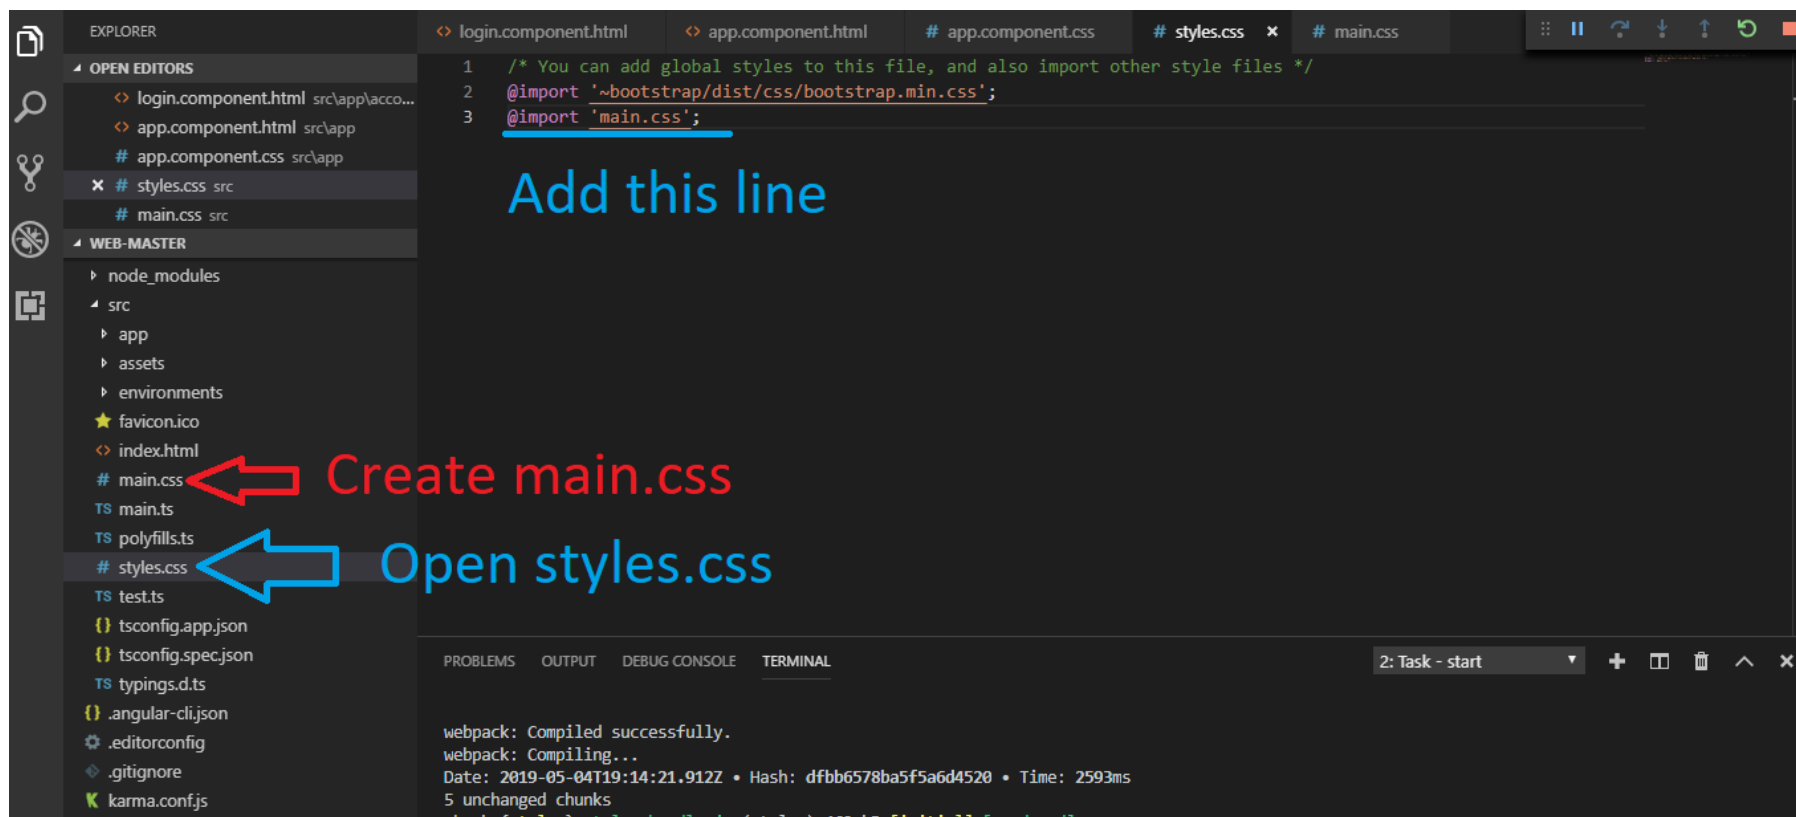 EXPLORER
OPEN EDITORS
login.component.html src\app\acco...
app.component.html src\app
app.component.css src\app
styles.css src
main.css src
WEB-MASTER
node_modules
src
app
assets
environments
favicon.ico
index.html
main.css
TS main.ts
TS polyfills.ts
styles.css
TS test.ts
{} tsconfig.app.json
{} tsconfig.spec.json
TS typings.d.ts
{} .angular-cli.json
.editorconfig
.gitignore
karma.conf.js
login.component.html app.component.html # app.component.css # styles.css # main.css
1 /* You can add global styles to this file, and also import other style files */
2 @import '~bootstrap/dist/css/bootstrap.min.css';
3 @import 'main.css';
Add this line
Create main.css
Open styles.css
PROBLEMS OUTPUT DEBUG CONSOLE TERMINAL 2: Task - start
webpack: Compiled successfully.
webpack: Compiling...
Date: 2019-05-04T19:14:21.912Z • Hash: dfbb6578ba5f5a6d4520 • Time: 2593ms
5 unchanged chunks